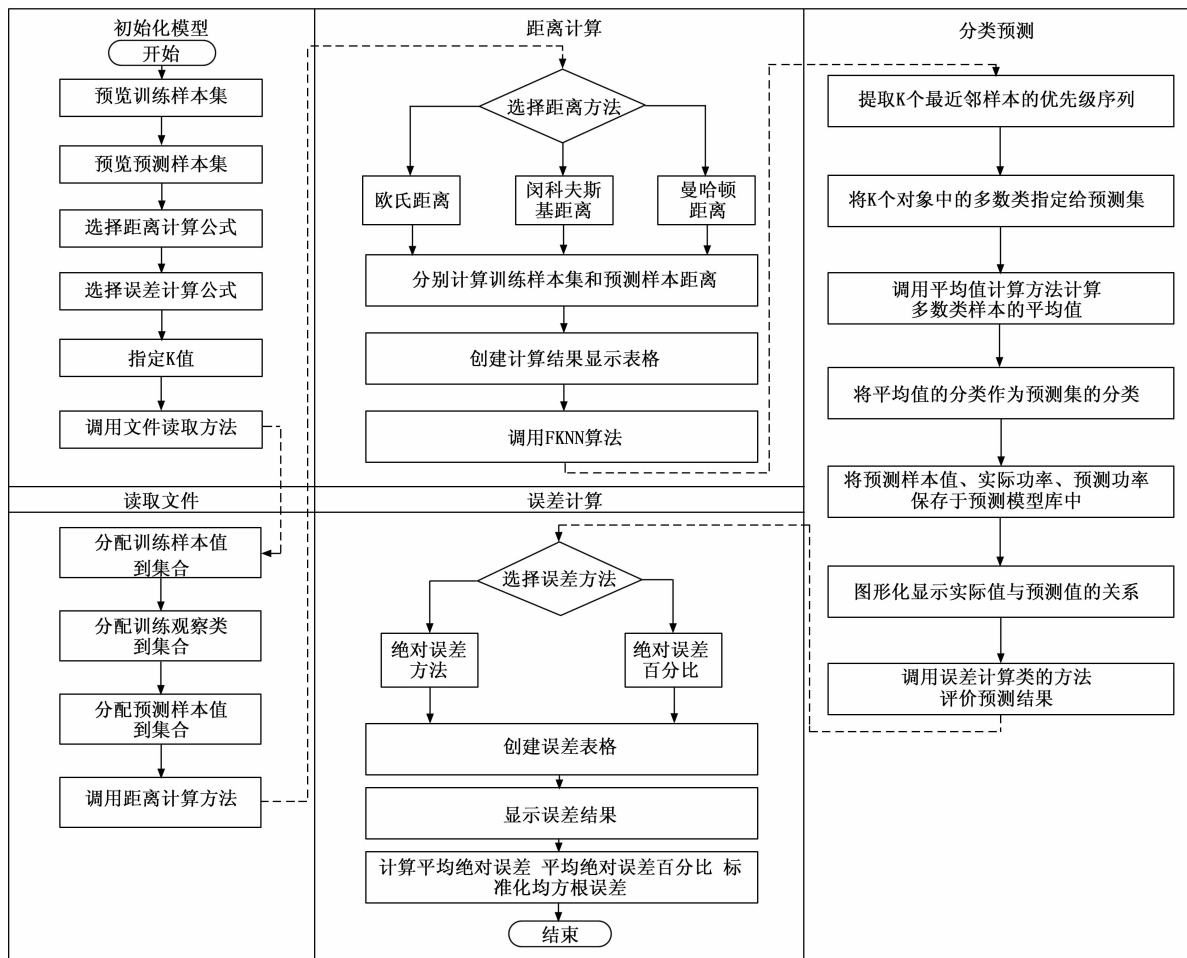 初始化模型
开始
预览训练样本集
预览预测样本集
选择距离计算公式
选择误差计算公式
指定K值
调用文件读取方法
读取文件
分配训练样本值
到集合
分配训练观察类
到集合
分配预测样本值
到集合
调用距离计算方法
距离计算
选择距离方法
欧氏距离
闵科夫斯
基距离
曼哈顿
距离
分别计算训练样本集和预测样本距离
创建计算结果显示表格
调用FKNN算法
误差计算
选择误差方法
绝对误差
方法
绝对误差
百分比
创建误差表格
显示误差结果
计算平均绝对误差 平均绝对误差百分比 标
准化均方根误差
结束
分类预测
提取K个最近邻样本的优先级序列
将K个对象中的多数类指定给预测集
调用平均值计算方法计算
多数类样本的平均值
将平均值的分类作为预测集的分类
将预测样本值、实际功率、预测功率
保存于预测模型库中
图形化显示实际值与预测值的关系
调用误差计算类的方法
评价预测结果